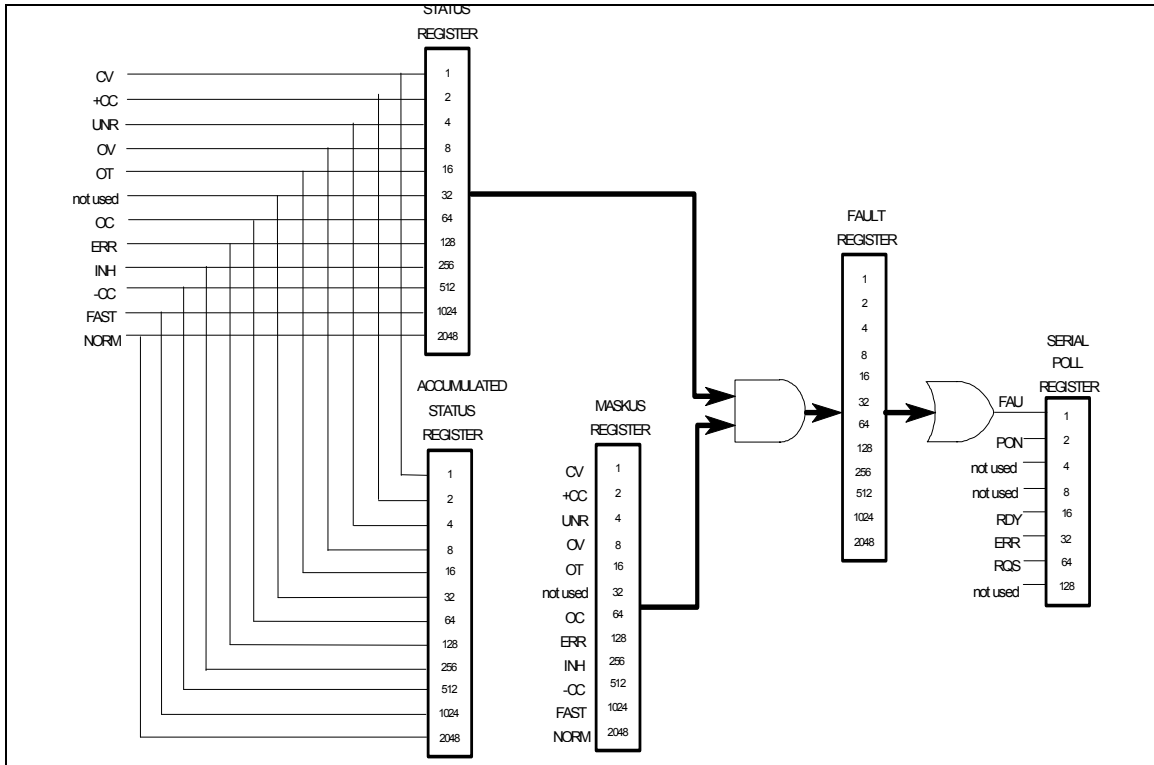 STATUS
REGISTER
CV
+CC
UNR
OV
OT
not used
OC
ERR
INH
-CC
FAST
NORM
1
2
4
8
16
32
64
128
256
512
1024
2048
ACCUMULATED
STATUS
REGISTER
1
2
4
8
16
32
64
128
256
512
1024
2048
MASKUS
REGISTER
CV
+CC
UNR
OV
OT
not used
OC
ERR
INH
-CC
FAST
NORM
1
2
4
8
16
32
64
128
256
512
1024
2048
FAULT
REGISTER
1
2
4
8
16
32
64
128
256
512
1024
2048
SERIAL
POLL
REGISTER
FAU
PON
not used
not used
RDY
ERR
RQS
not used
1
2
4
8
16
32
64
128